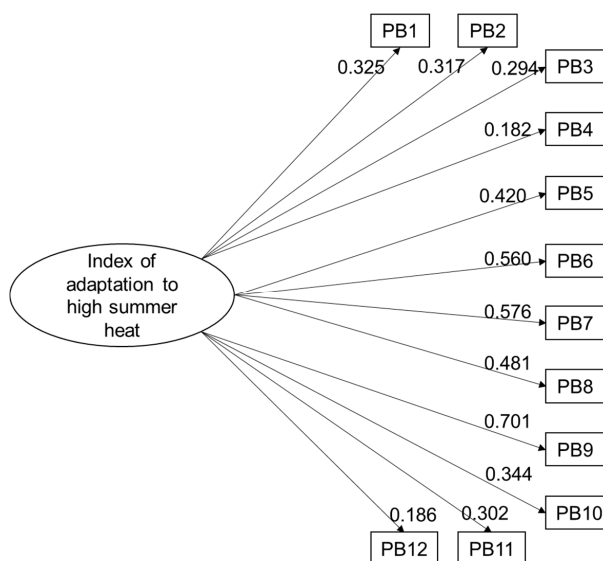 PB1
PB2
0.325
0.317
0.294
PB3
0.182
PB4
0.420
PB5
Index of
adaptation to
high summer
heat
0.560
PB6
0.576
PB7
0.481
PB8
0.701
PB9
0.344
PB10
0.186
0.302
PB12
PB11